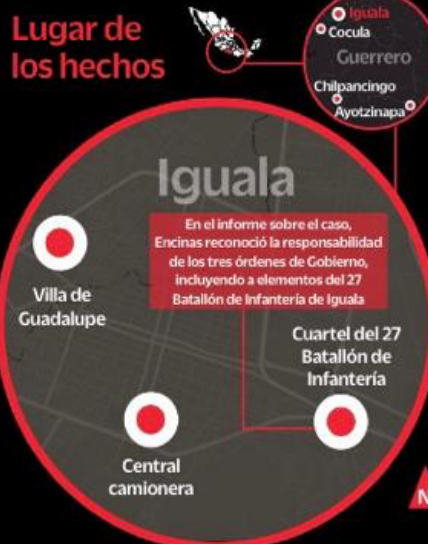 Lugar de
los hechos
Iguala
Cocula
Guerrero
Chilpancingo
Ayotzinapa
Iguala
En el informe sobre el caso,
Encinas reconoció la responsabilidad
de los tres órdenes de Gobierno,
incluyendo a elementos del 27
Batallón de Infantería de Iguala
Villa de
Guadalupe
Cuartel del 27
Batallón de
Infantería
Central
camionera
N